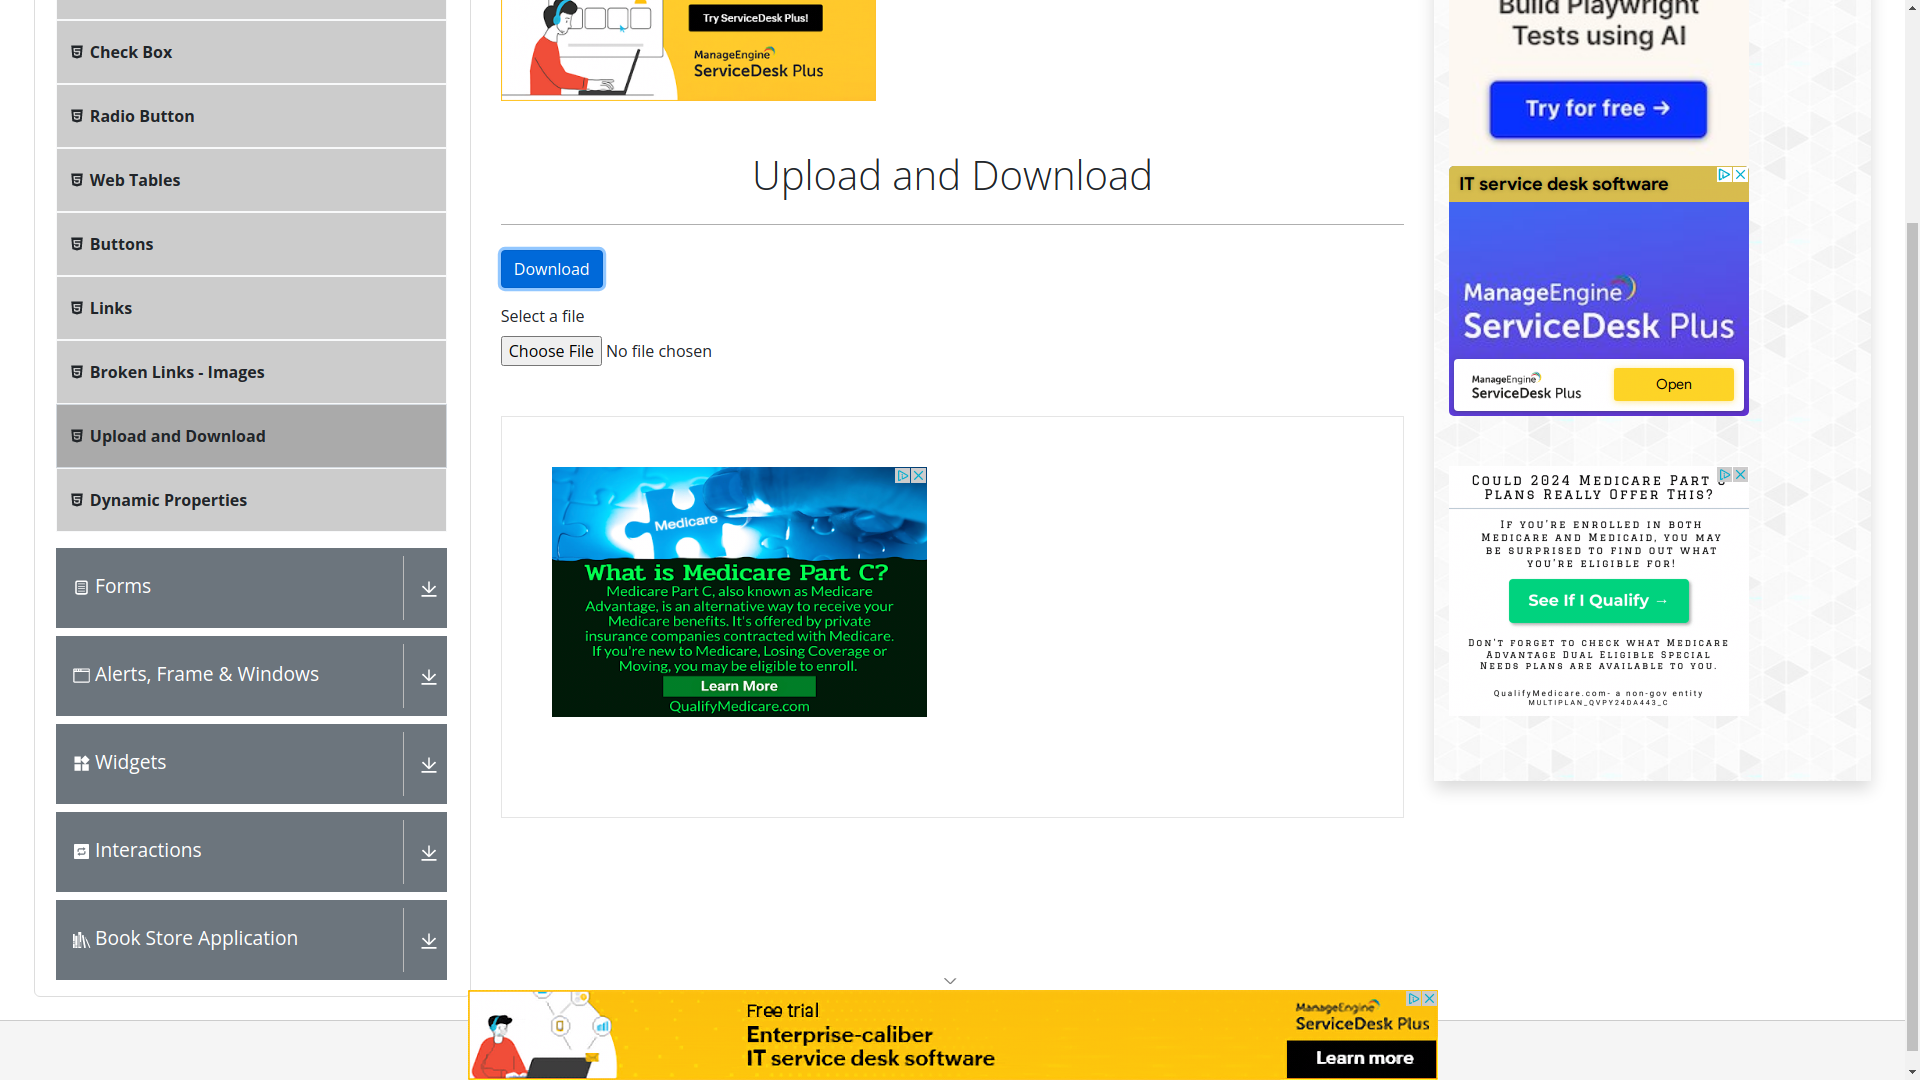 Check Box
Radio Button
Web Tables
Buttons
Links
Broken Links - Images
Upload and Download
Dynamic Properties
Forms
Alerts, Frame & Windows
Widgets
Interactions
Book Store Application
Try ServiceDesk Plus!
ManageEngine
ServiceDesk Plus
Upload and Download
Download
Select a file
Choose File No file chosen
Medicare
What is Medicare Part C?
Medicare Part C, also known as Medicare
Advantage, is an alternative way to receive your
Medicare benefits. It's offered by private
insurance companies contracted with Medicare.
If you're new to Medicare, Losing Coverage or
Moving, you may be eligible to enroll.
Learn More
QualifyMedicare.com
Build Playwright
Tests using AI
Try for free →
IT service desk software
ManageEngine
ServiceDesk Plus
ManageEngine
ServiceDesk Plus
Open
Could 2024 Medicare Part C
Plans Really Offer This?
If you're enrolled in both
Medicare and Medicaid, you may
be surprised to find out what
you're eligible for!
See If I Qualify →
Don't forget to check what Medicare
Advantage Dual Eligible Special
Needs plans are available to you.
QualifyMedicare.com- a non-gov entity
MULTIPLAN_QVPY24DA443_C
Free trial
Enterprise-caliber
IT service desk software
ManageEngine
ServiceDesk Plus
Learn more